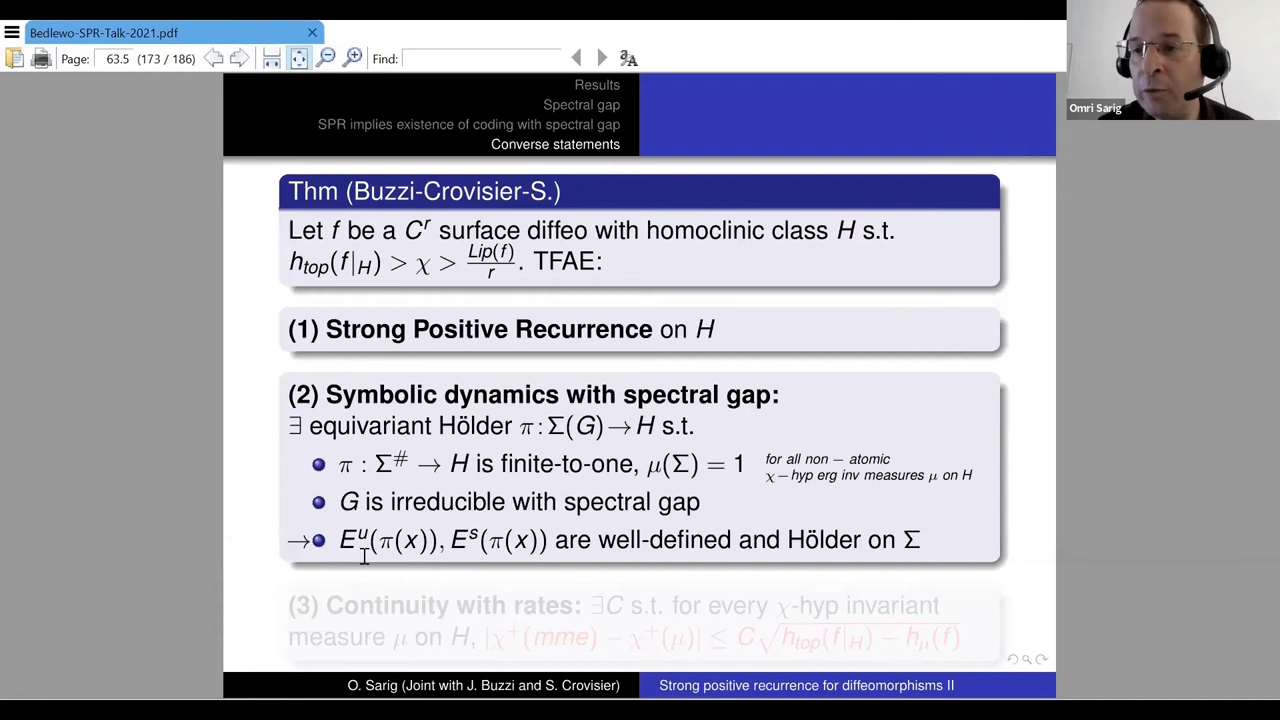 Bedlewo-SPR-Talk-2021.pdf
Page: 63.5 (173 / 186) Find:
Omri Sarig
Results
Spectral gap
SPR implies existence of coding with spectral gap
Converse statements
Thm (Buzzi-Crovisier-S.)
Let f be a C^r surface diffeo with homoclinic class H s.t.
h_top(f|_H) > χ > Lip(f)/r. TFAE:
(1) Strong Positive Recurrence on H
(2) Symbolic dynamics with spectral gap:
∃ equivariant Hölder π : Σ(G) → H s.t.
π : Σ^# → H is finite-to-one, μ(Σ) = 1 for all non − atomic
χ−hyp erg inv measures μ on H
G is irreducible with spectral gap
→ E^u(π(x)), E^s(π(x)) are well-defined and Hölder on Σ
(3) Continuity with rates: ∃C s.t. for every χ-hyp invariant
measure μ on H, |χ^+(mme) − χ^+(μ)| ≤ C√(h_top(f|_H) − h_μ(f))
O. Sarig (Joint with J. Buzzi and S. Crovisier) Strong positive recurrence for diffeomorphisms II